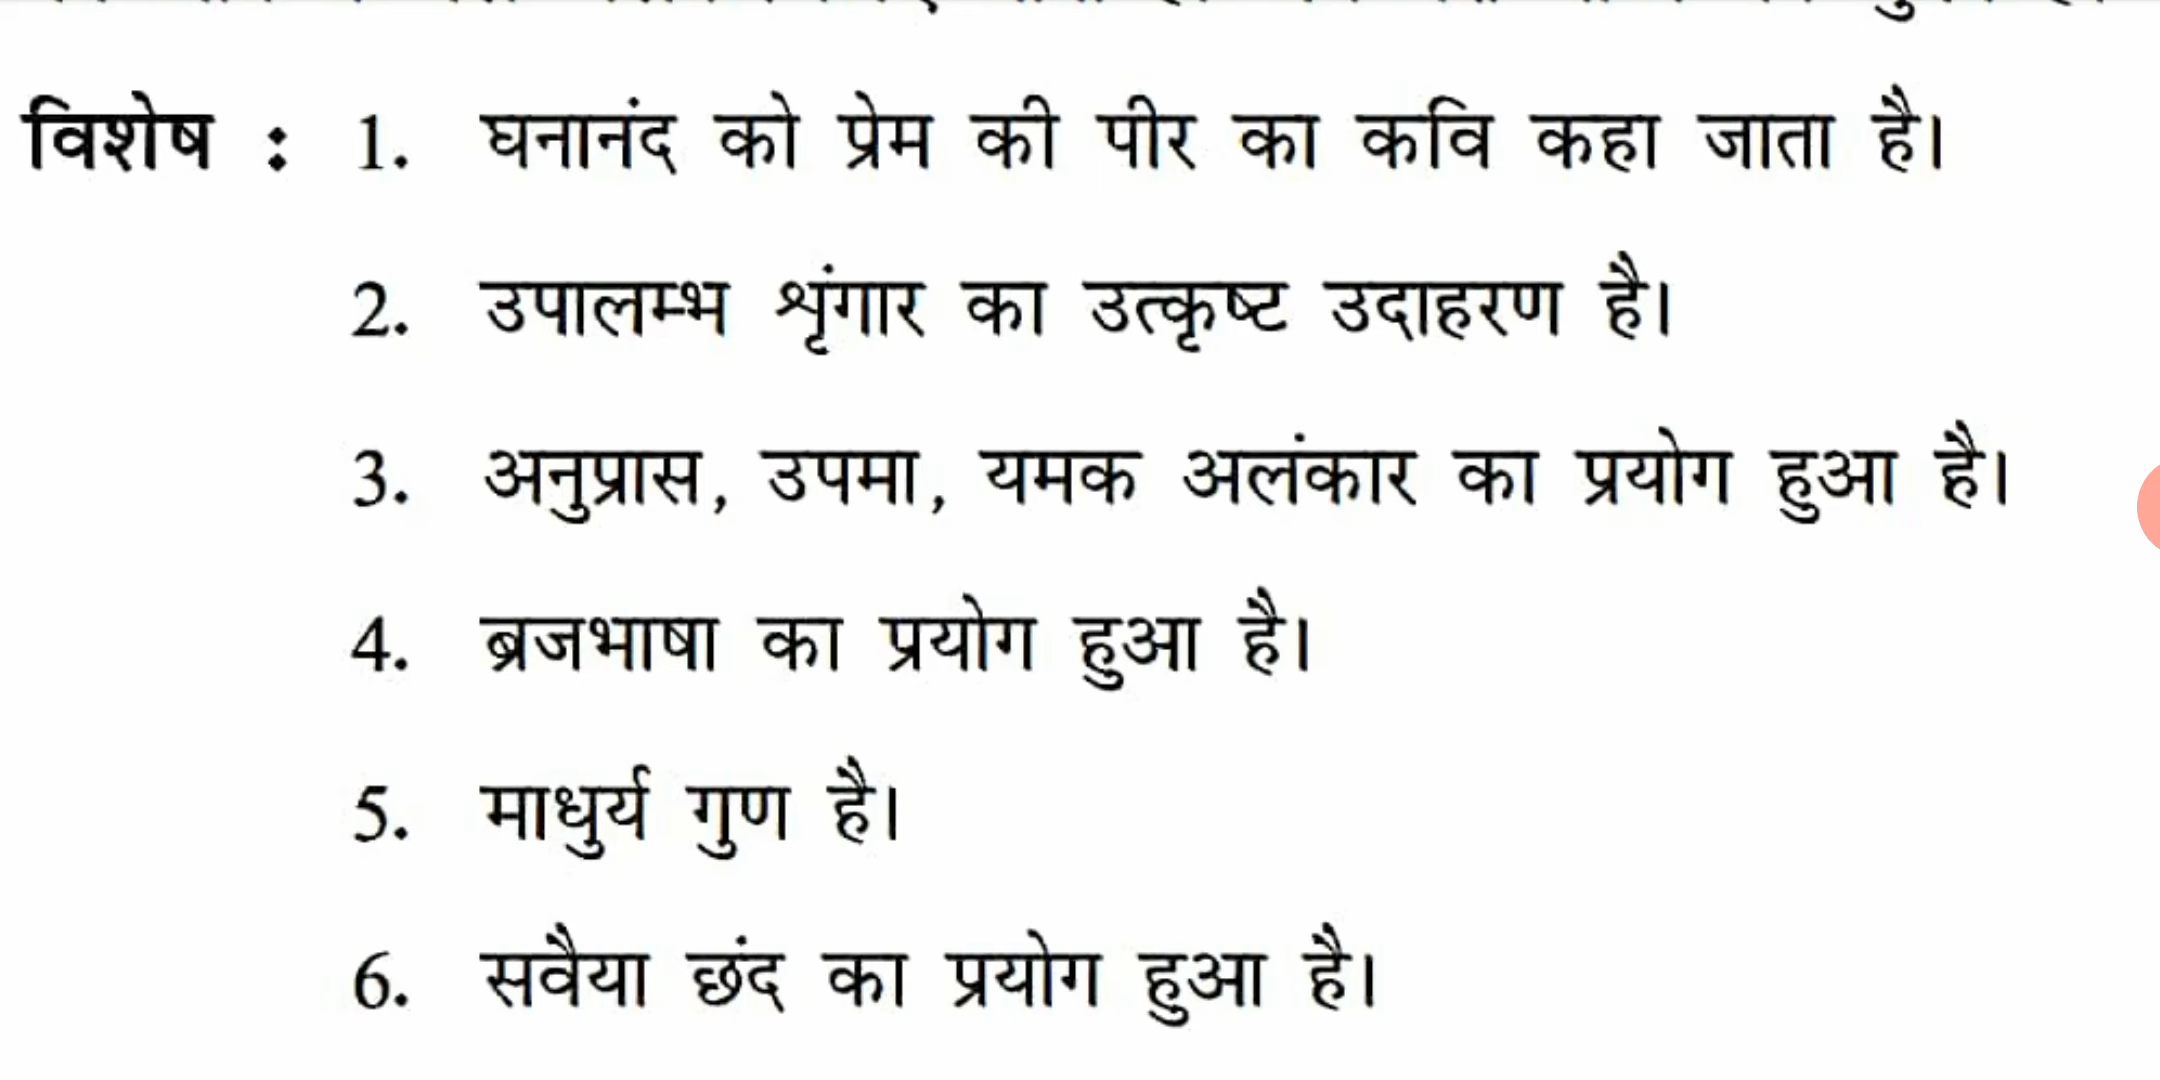 विशेष : 1. घनानंद को प्रेम की पीर का कवि कहा जाता है।
2. उपालम्भ शृंगार का उत्कृष्ट उदाहरण है।
3. अनुप्रास, उपमा, यमक अलंकार का प्रयोग हुआ है।
4. ब्रजभाषा का प्रयोग हुआ है।
5. माधुर्य गुण है।
6. सवैया छंद का प्रयोग हुआ है।